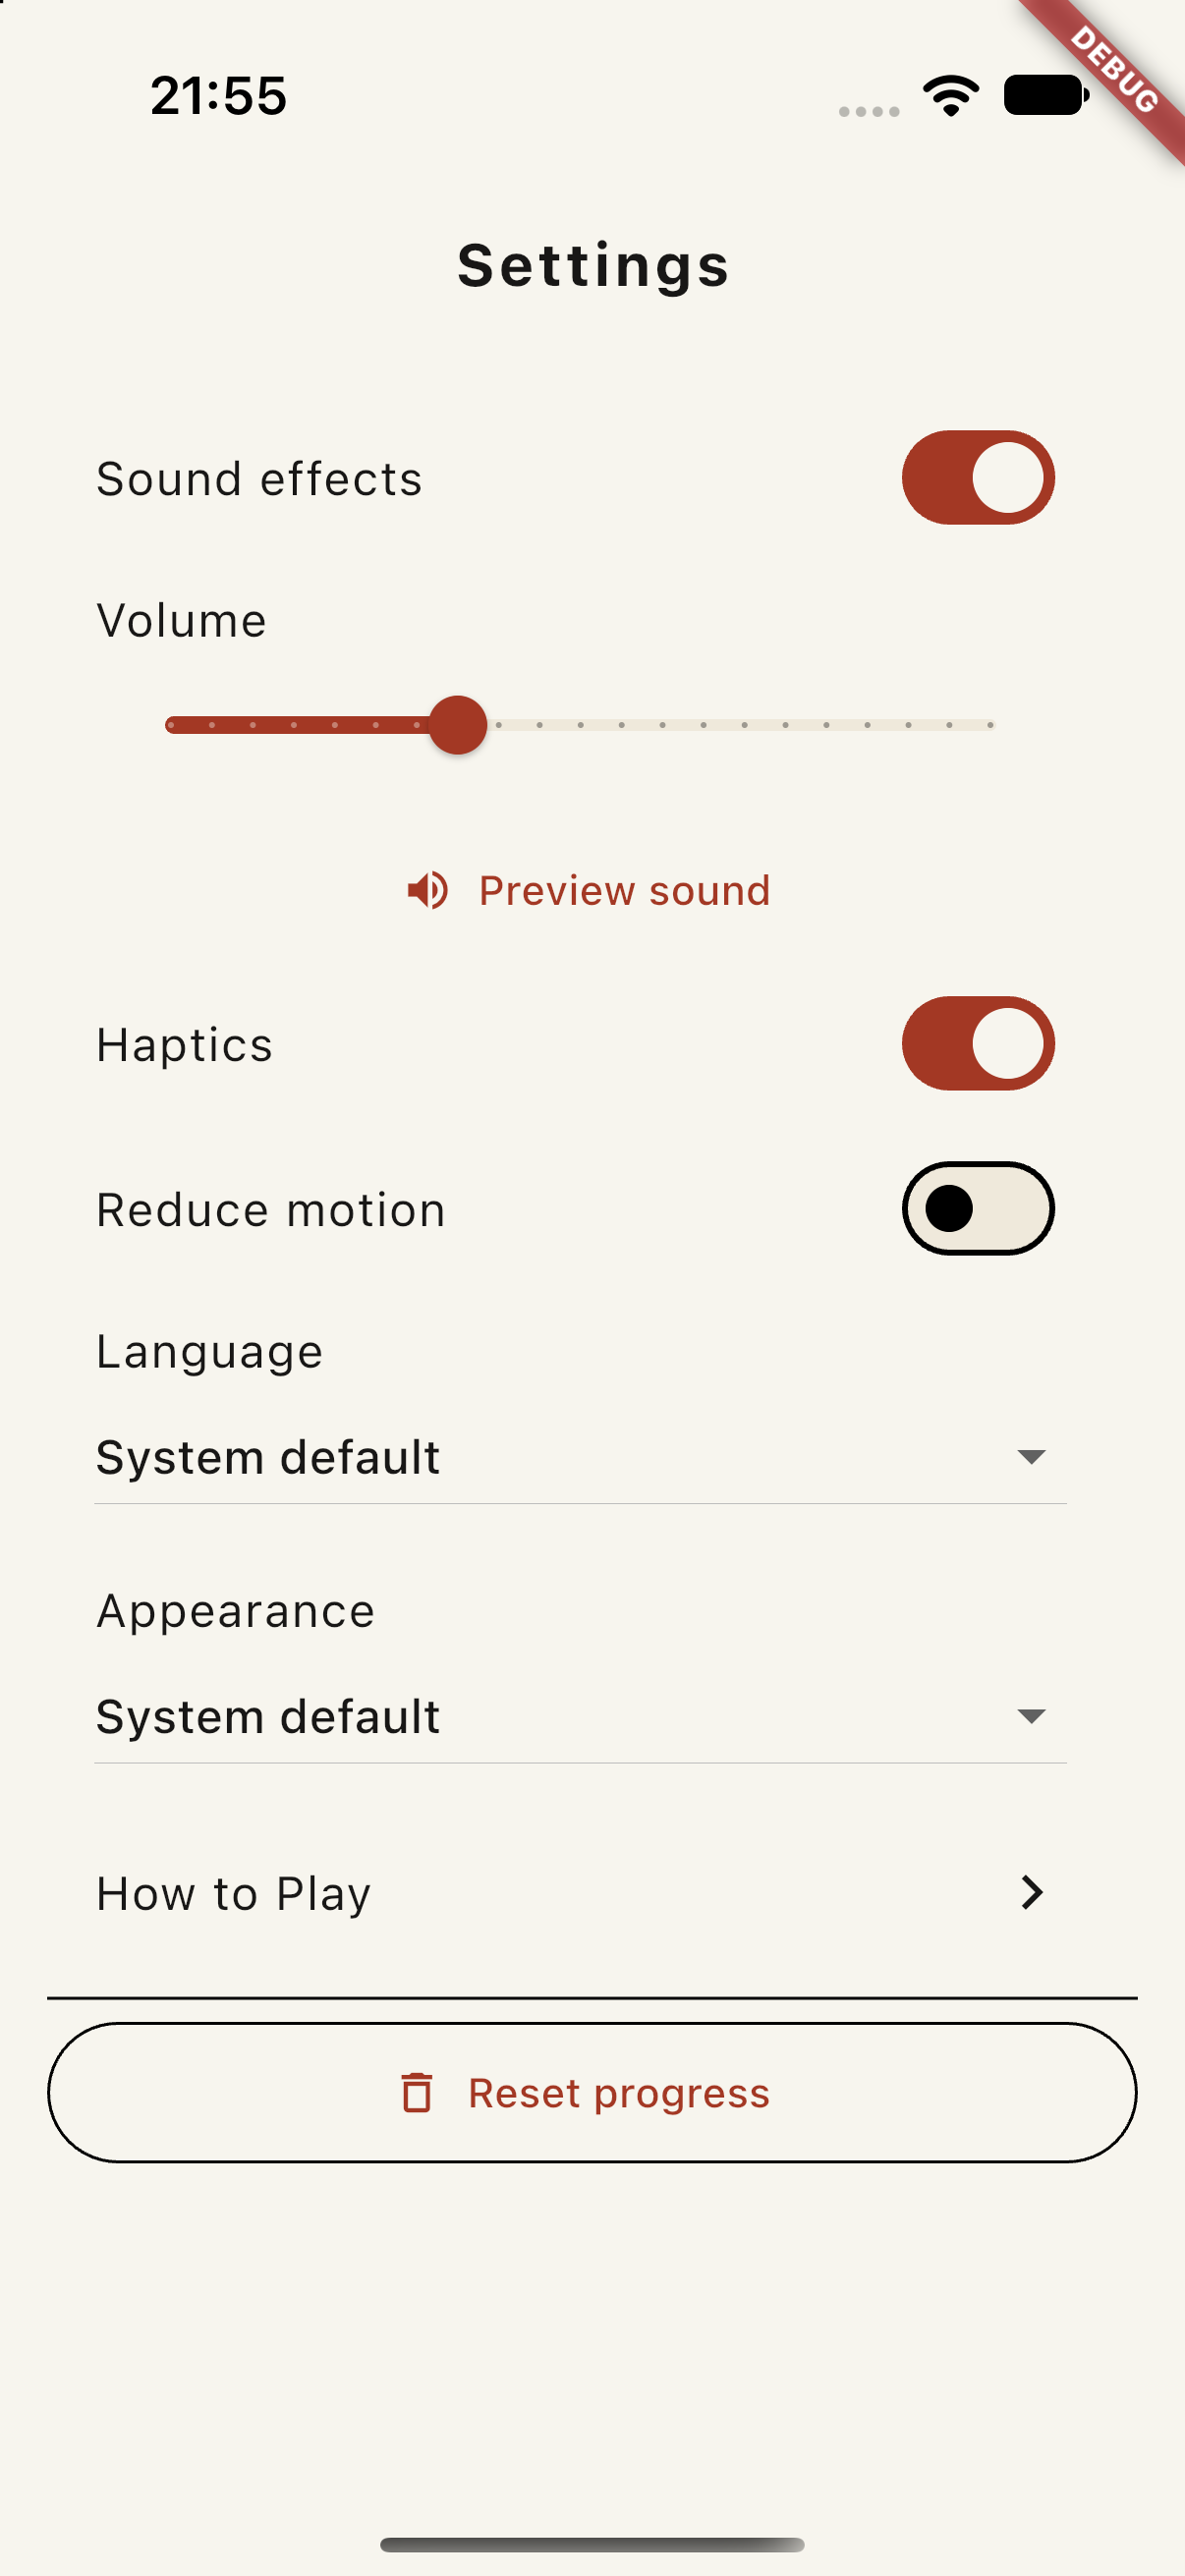 21:55
DEBUG
Settings
Sound effects
Volume
Preview sound
Haptics
Reduce motion
Language
System default
Appearance
System default
How to Play
Reset progress